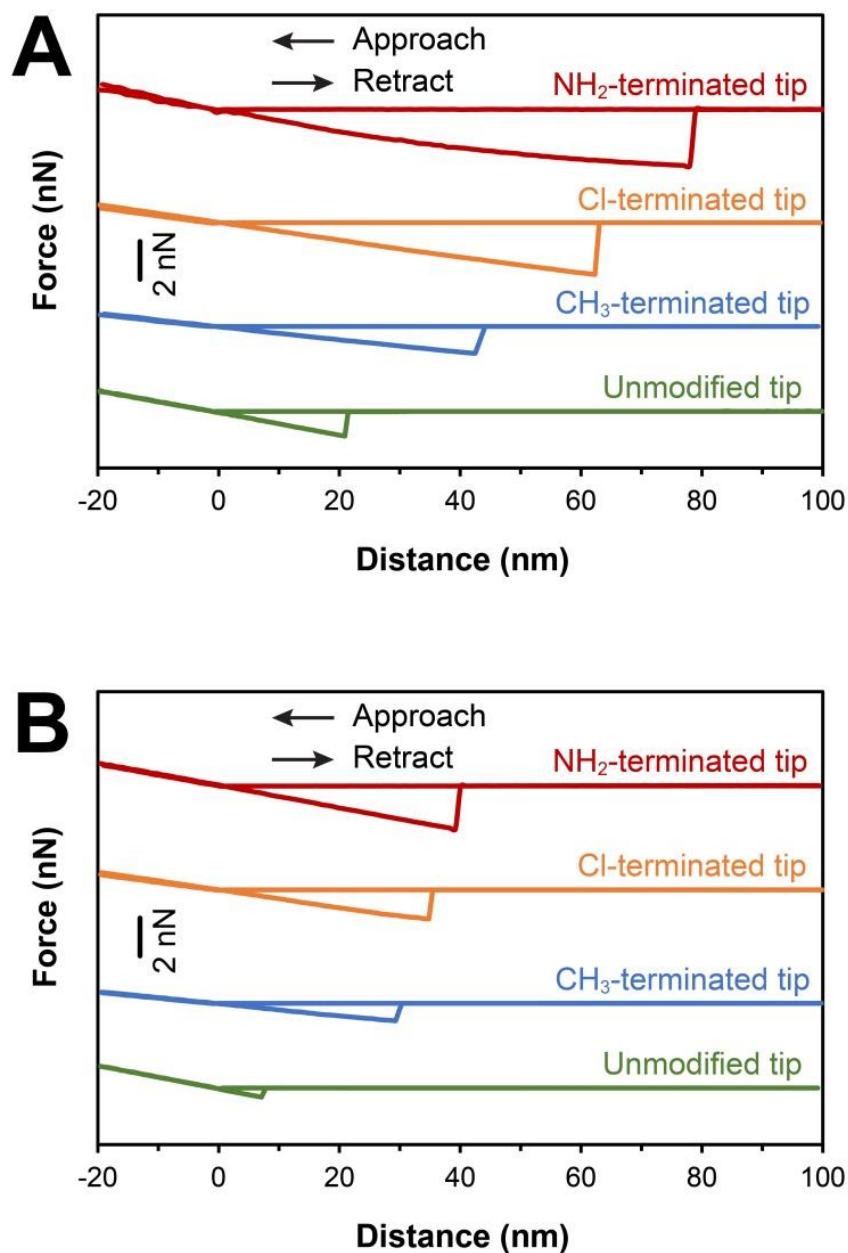 A
Approach
Retract
NH₂-terminated tip
Cl-terminated tip
2 nN
CH₃-terminated tip
Unmodified tip
Force (nN)
-20 0 20 40 60 80 100
Distance (nm)
B
Approach
Retract
NH₂-terminated tip
Cl-terminated tip
2 nN
CH₃-terminated tip
Unmodified tip
Force (nN)
-20 0 20 40 60 80 100
Distance (nm)